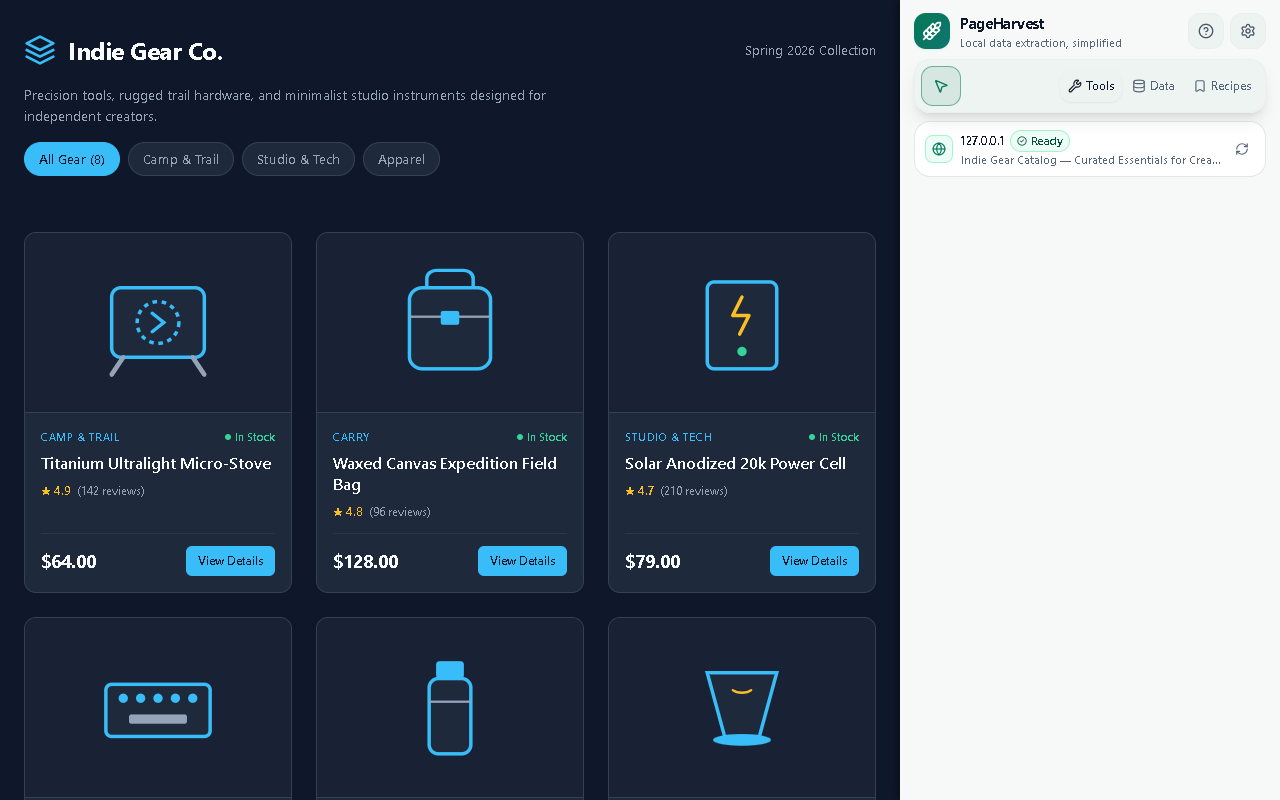 Indie Gear Co.
Spring 2026 Collection
Precision tools, rugged trail hardware, and minimalist studio instruments designed for
independent creators.
All Gear (8)
Camp & Trail
Studio & Tech
Apparel
CAMP & TRAIL
In Stock
Titanium Ultralight Micro-Stove
★ 4.9 (142 reviews)
$64.00
View Details
CARRY
In Stock
Waxed Canvas Expedition Field
Bag
★ 4.8 (96 reviews)
$128.00
View Details
STUDIO & TECH
In Stock
Solar Anodized 20k Power Cell
★ 4.7 (210 reviews)
$79.00
View Details
PageHarvest
Local data extraction, simplified
Tools
Data
Recipes
127.0.0.1
Ready
Indie Gear Catalog — Curated Essentials for Crea...